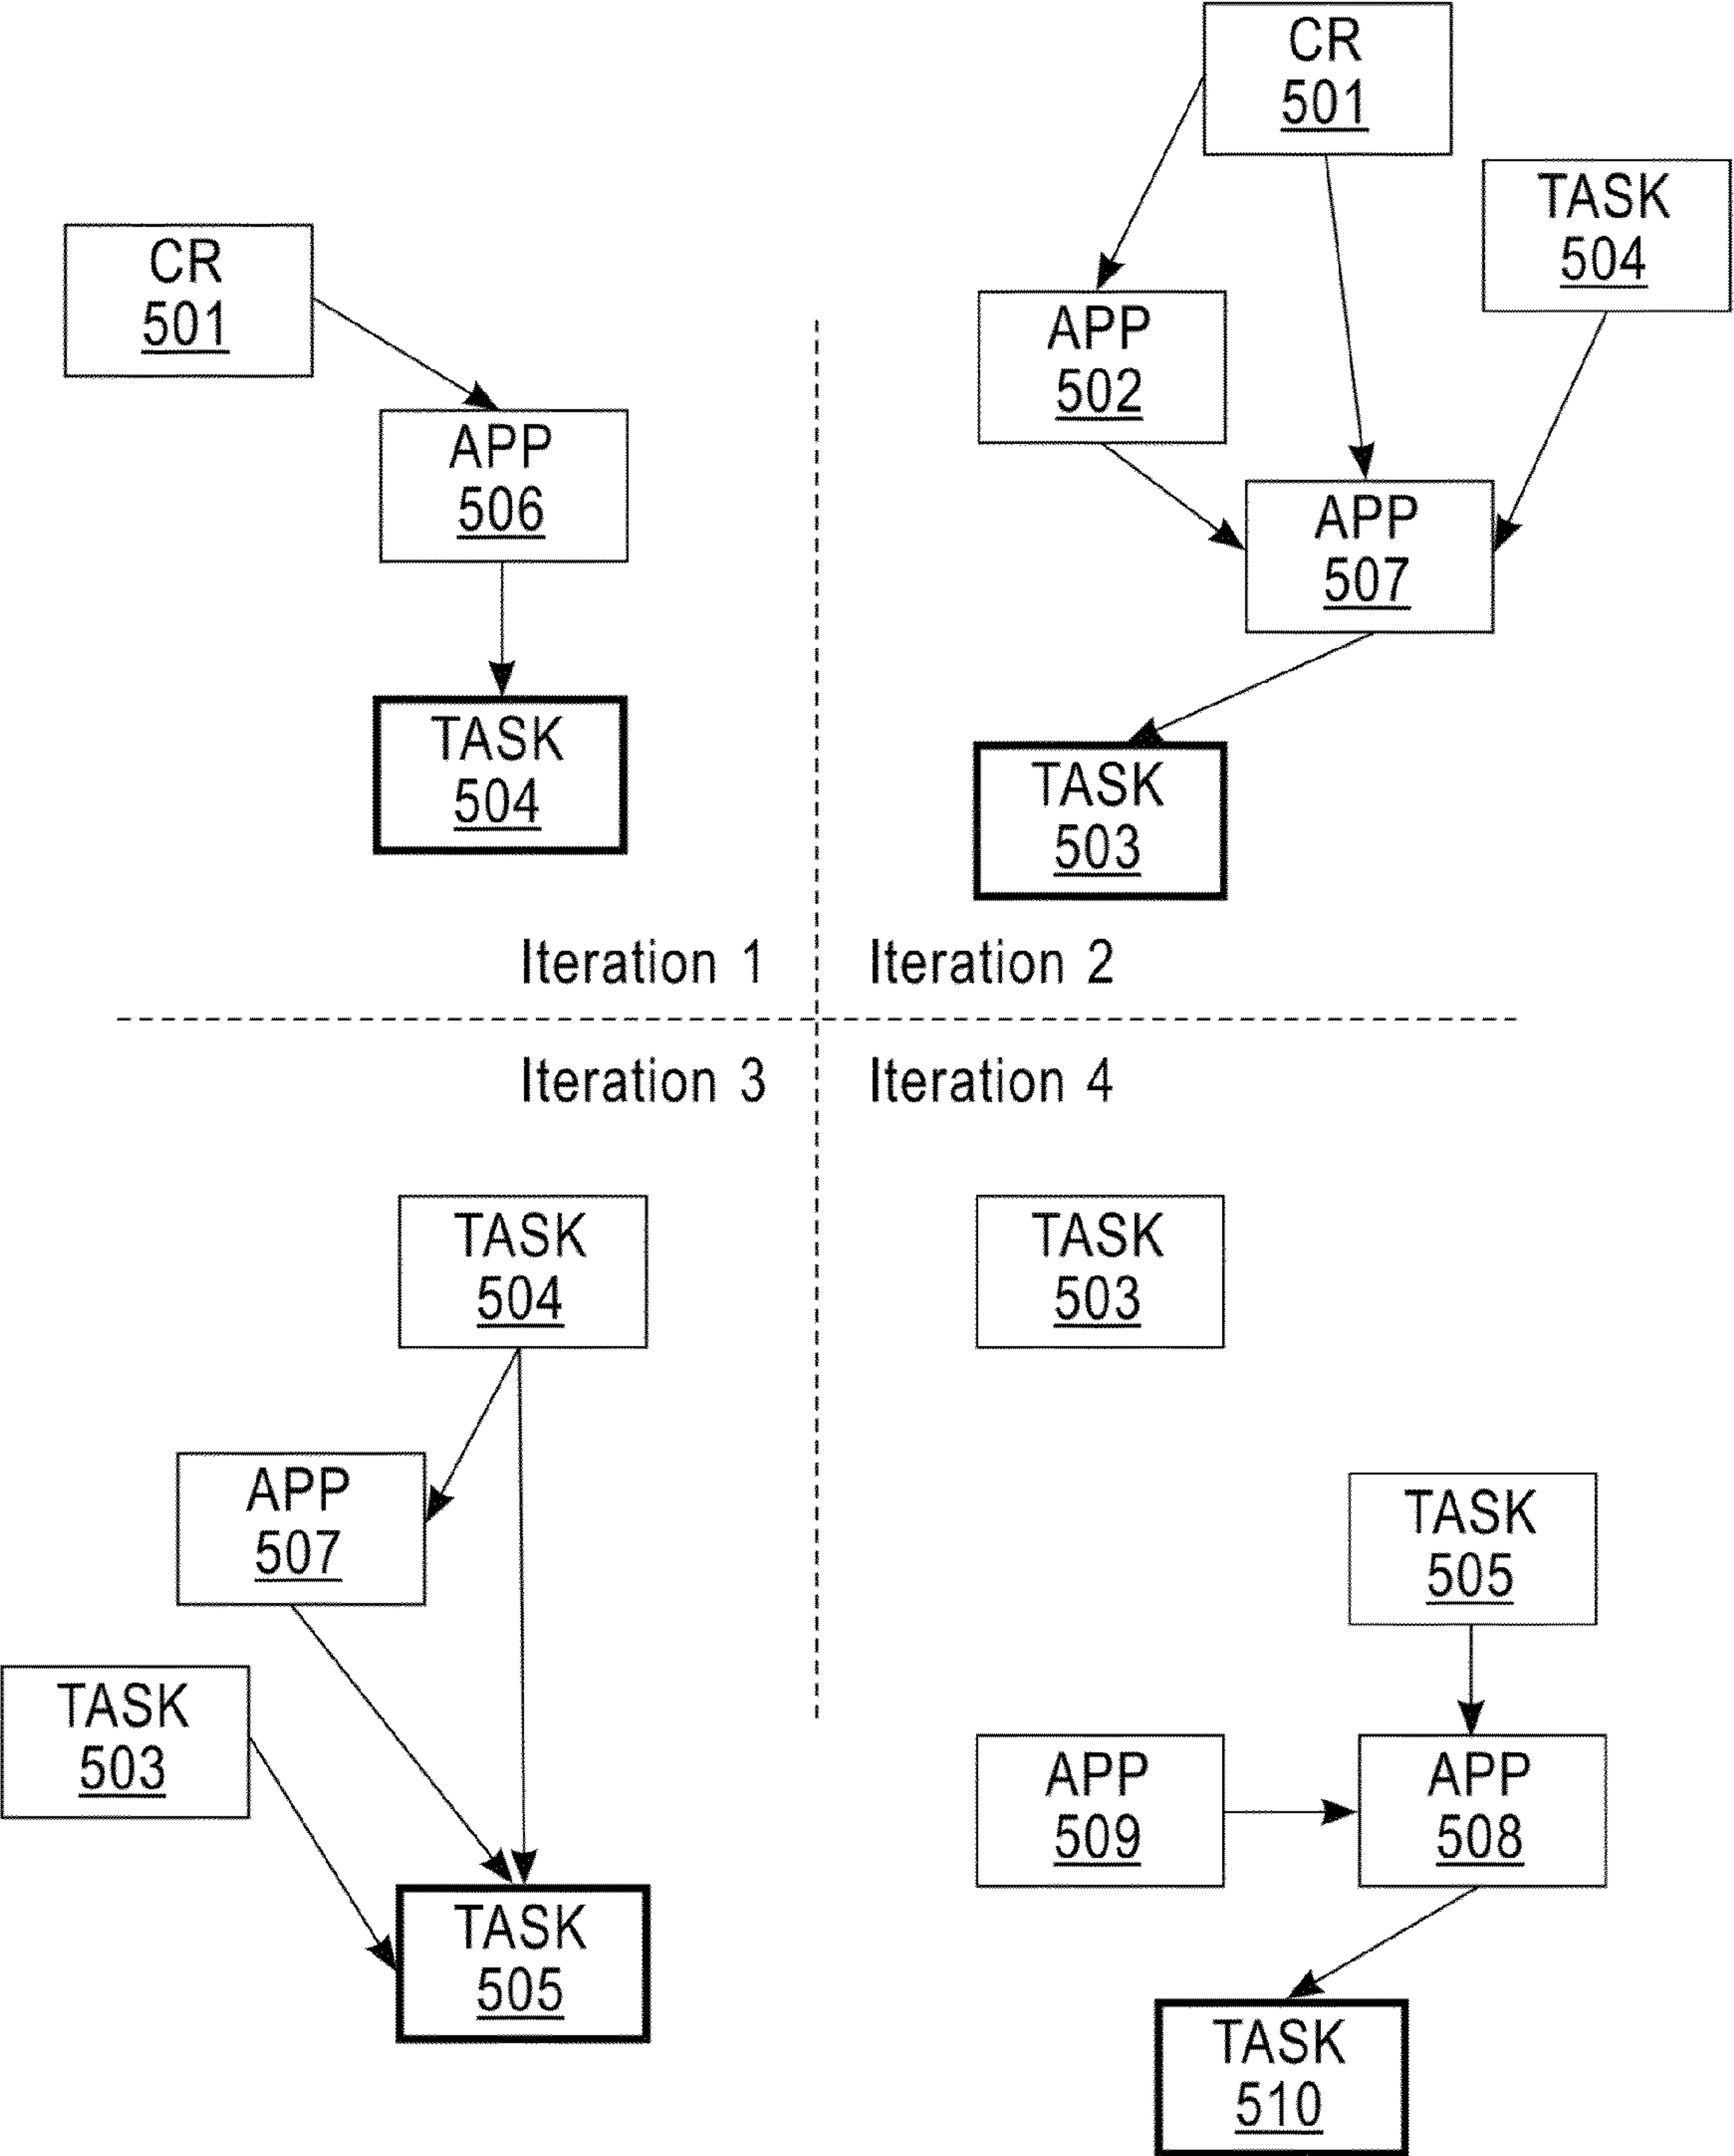 CR
501
APP
506
TASK
504
Iteration 1
CR
501
TASK
504
APP
502
APP
507
TASK
503
Iteration 2
Iteration 3
TASK
504
APP
507
TASK
503
TASK
505
Iteration 4
TASK
503
TASK
505
APP
509
APP
508
TASK
510